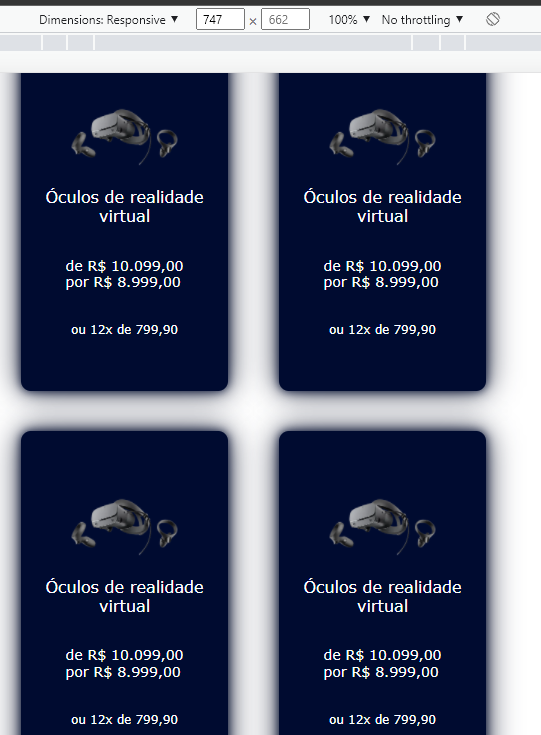 Dimensions: Responsive ▼ 747 × 662 100% ▼ No throttling ▼
Óculos de realidade
virtual
de R$ 10.099,00
por R$ 8.999,00
ou 12x de 799,90
Óculos de realidade
virtual
de R$ 10.099,00
por R$ 8.999,00
ou 12x de 799,90
Óculos de realidade
virtual
de R$ 10.099,00
por R$ 8.999,00
ou 12x de 799,90
Óculos de realidade
virtual
de R$ 10.099,00
por R$ 8.999,00
ou 12x de 799,90